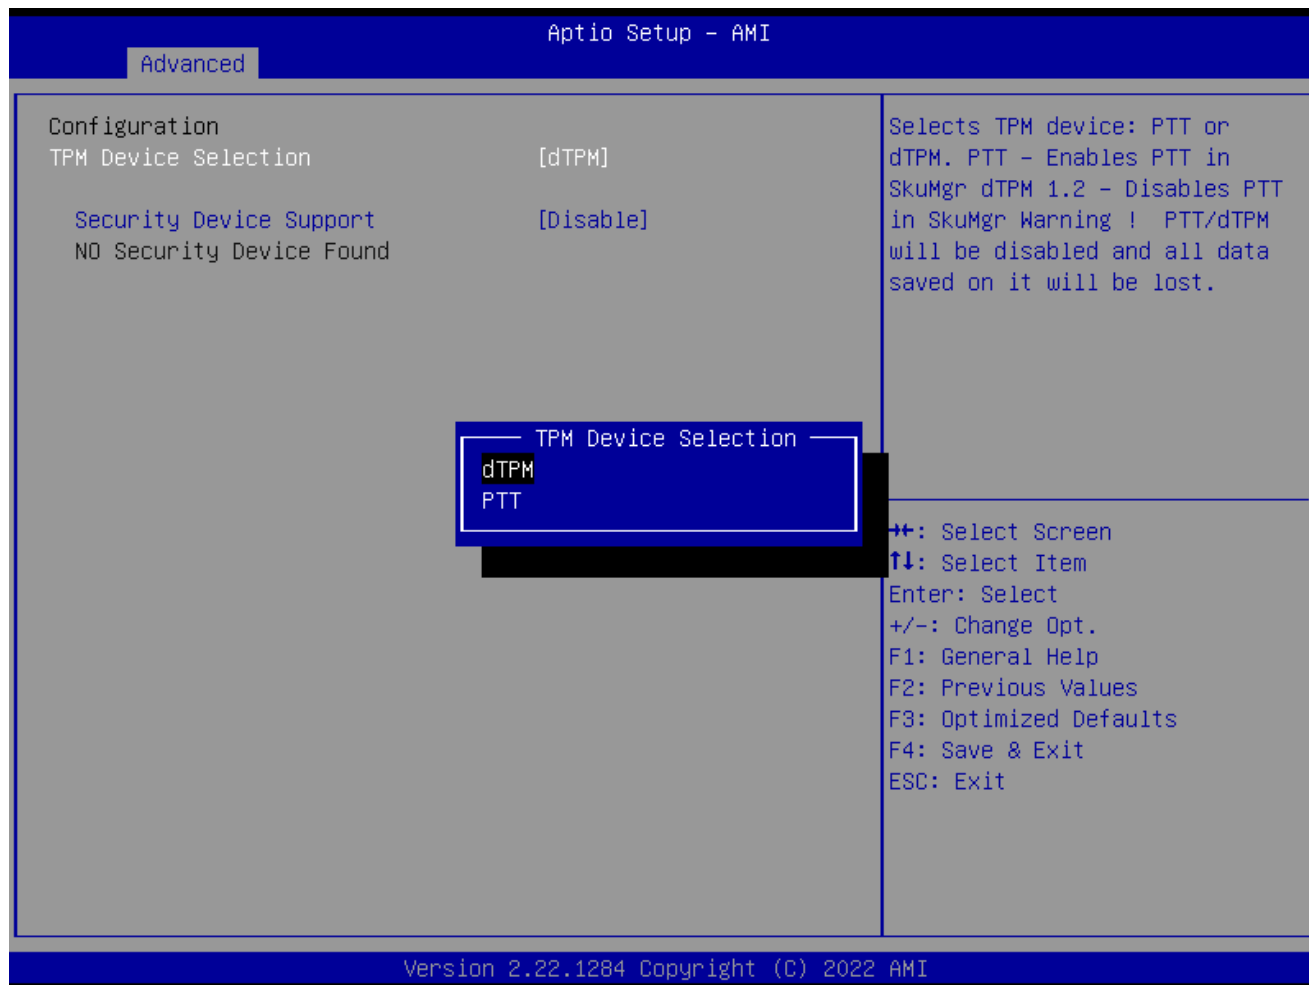 Aptio Setup – AMI
Advanced
Configuration
TPM Device Selection [dTPM]
Security Device Support [Disable]
NO Security Device Found
Selects TPM device: PTT or
dTPM. PTT – Enables PTT in
SkuMgr dTPM 1.2 – Disables PTT
in SkuMgr Warning ! PTT/dTPM
will be disabled and all data
saved on it will be lost.
TPM Device Selection
dTPM
PTT
→←: Select Screen
↑↓: Select Item
Enter: Select
+/-: Change Opt.
F1: General Help
F2: Previous Values
F3: Optimized Defaults
F4: Save & Exit
ESC: Exit
Version 2.22.1284 Copyright (C) 2022 AMI